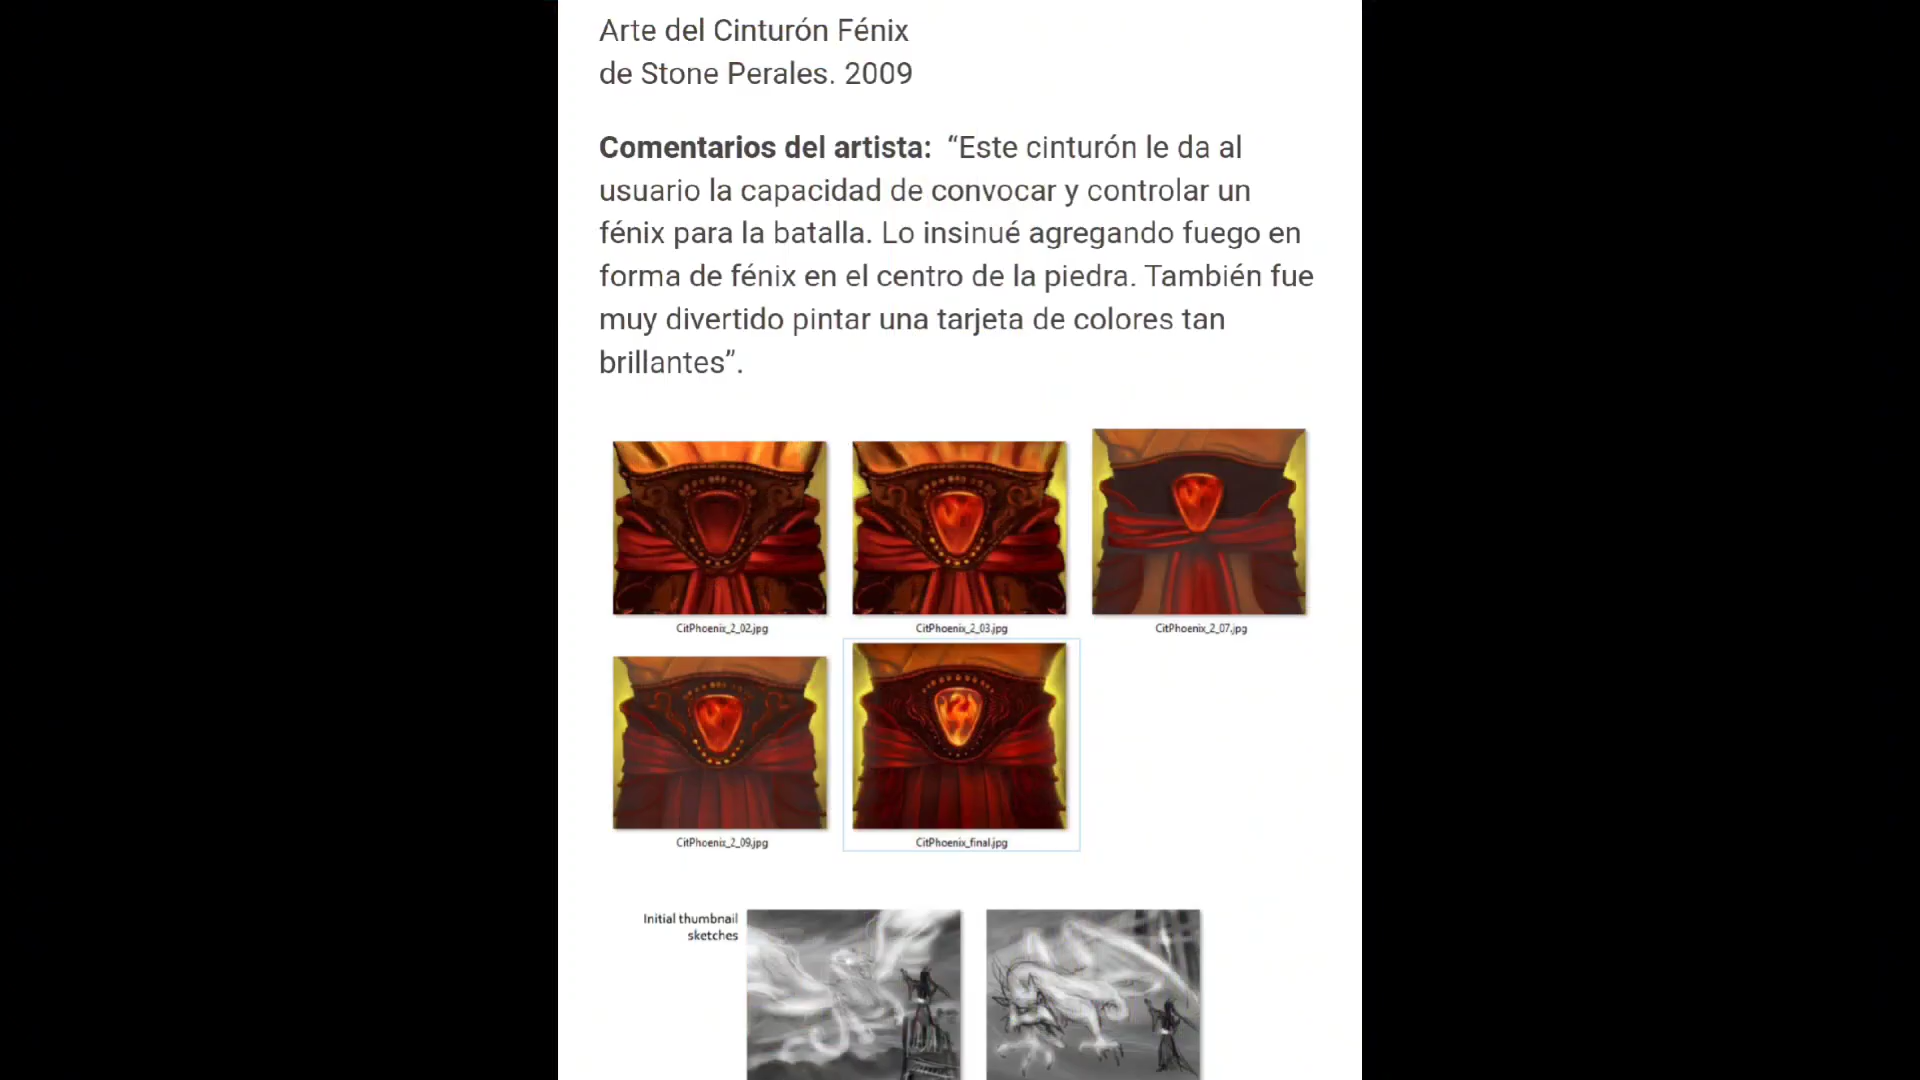 Arte del Cinturón Fénix
de Stone Perales. 2009
Comentarios del artista: “Este cinturón le da al
usuario la capacidad de convocar y controlar un
fénix para la batalla. Lo insinué agregando fuego en
forma de fénix en el centro de la piedra. También fue
muy divertido pintar una tarjeta de colores tan
brillantes”.
CitPhoenix_2_02.jpg
CitPhoenix_2_03.jpg
CitPhoenix_2_07.jpg
CitPhoenix_2_09.jpg
CitPhoenix_final.jpg
Initial thumbnail
sketches